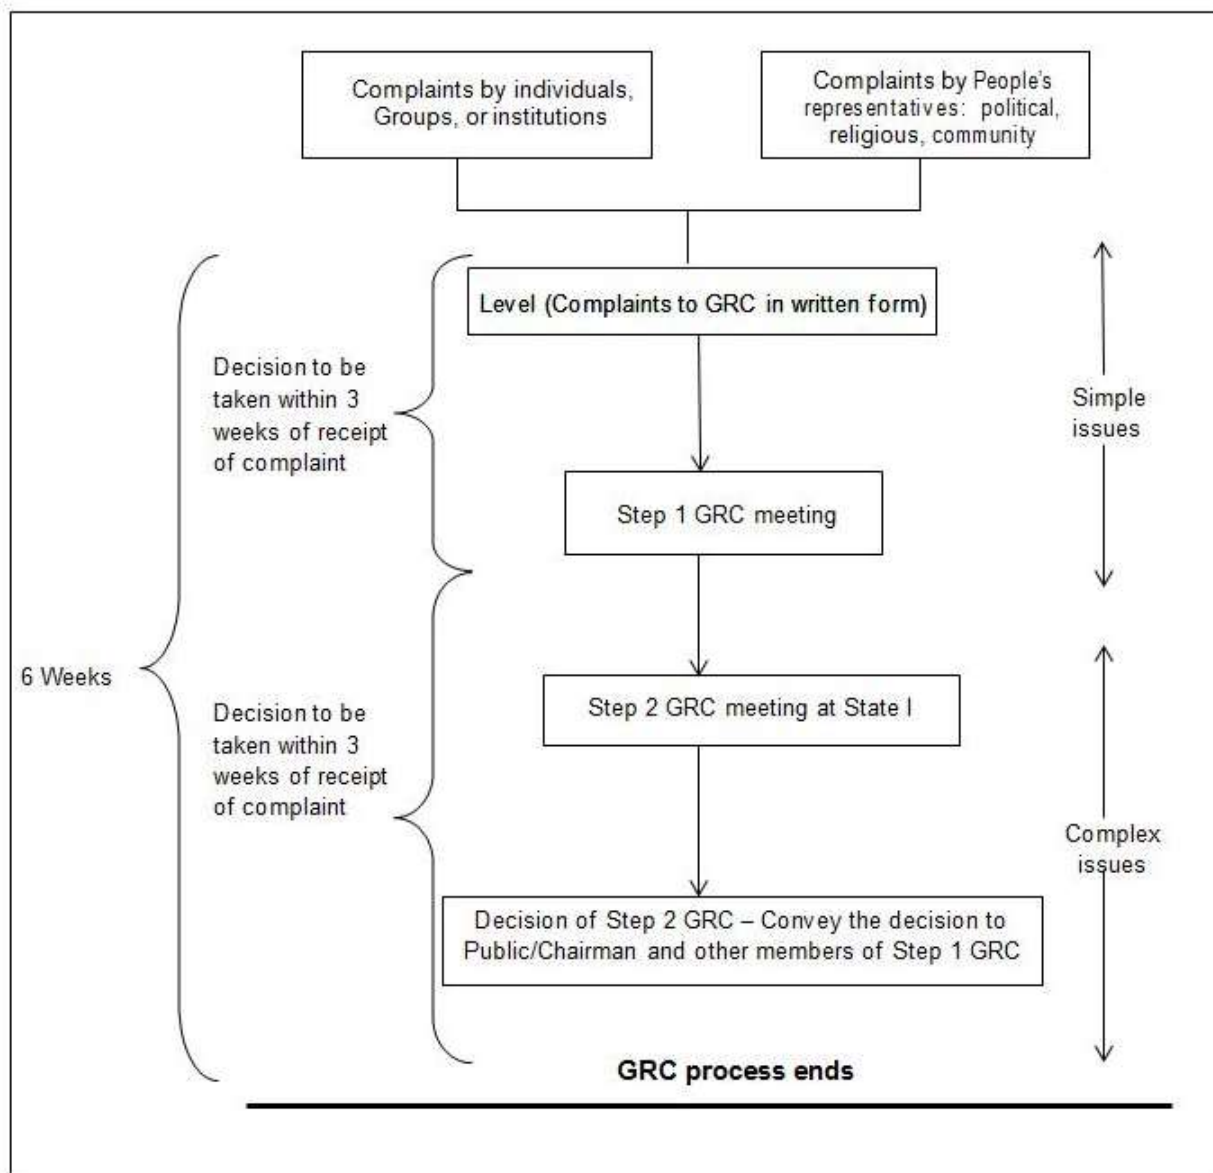 Complaints by individuals,
Groups, or institutions
Complaints by People's
representatives: political,
religious, community
Level (Complaints to GRC in written form)
Decision to be
taken within 3
weeks of receipt
of complaint
Simple
issues
Step 1 GRC meeting
6 Weeks
Step 2 GRC meeting at State l
Decision to be
taken within 3
weeks of receipt
of complaint
Complex
issues
Decision of Step 2 GRC – Convey the decision to
Public/Chairman and other members of Step 1 GRC
GRC process ends